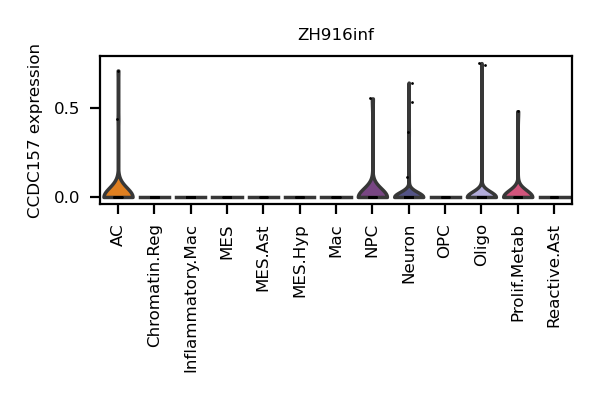 ZH916inf
CCDC157 expression
0.5
0.0
AC
Chromatin.Reg
Inflammatory.Mac
MES
MES.Ast
MES.Hyp
Mac
NPC
Neuron
OPC
Oligo
Prolif.Metab
Reactive.Ast